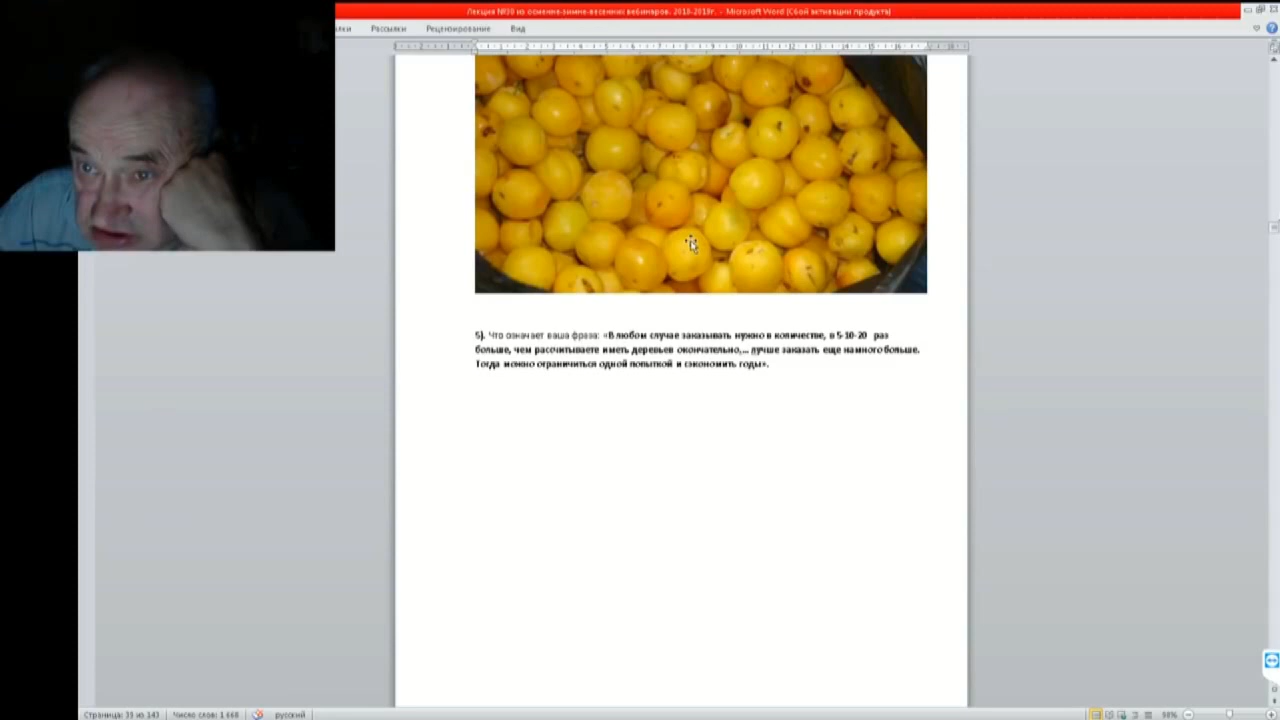 Лекция №30 из осенне-зимне-весенних вебинаров. 2018-2019г. - Microsoft Word (Сбой активации продукта)
лки Рассылки Рецензирование Вид
5). Что означает ваша фраза: «В любом случае заказывать нужно в количестве, в 5-10-20 раз
больше, чем рассчитываете иметь деревьев окончательно,... лучше заказать еще намного больше.
Тогда можно ограничиться одной попыткой и сэкономить годы».
Страница: 33 из 143 Число слов: 1 668 русский 98%